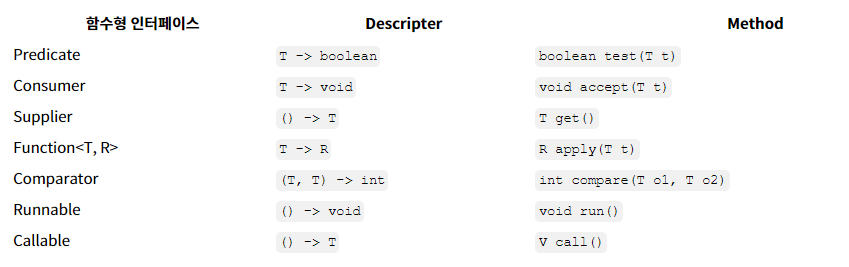 함수형 인터페이스 Descripter Method
Predicate T -> boolean boolean test(T t)
Consumer T -> void void accept(T t)
Supplier () -> T T get()
Function<T, R> T -> R R apply(T t)
Comparator (T, T) -> int int compare(T o1, T o2)
Runnable () -> void void run()
Callable () -> T V call()